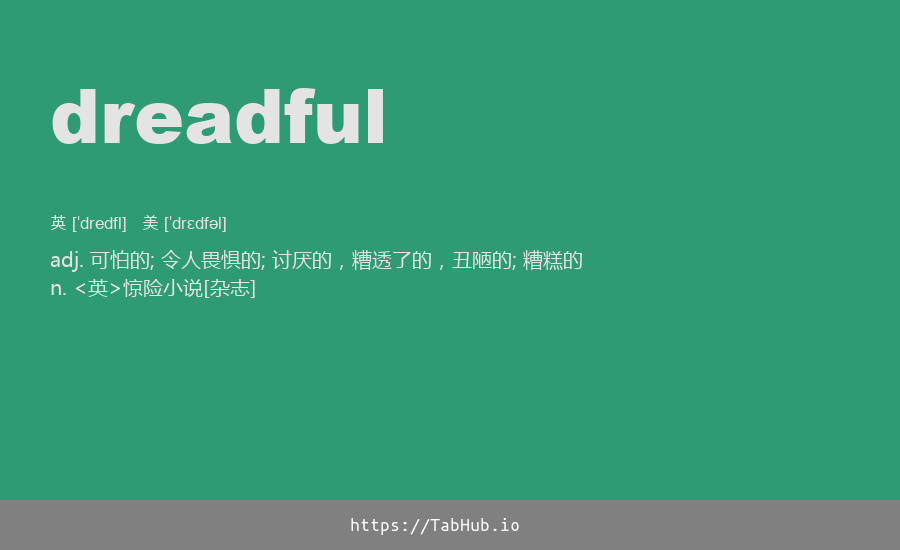 dreadful
英 [ˈdredfl] 美 [ˈdrɛdfəl]
adj. 可怕的; 令人畏惧的; 讨厌的，糟透了的，丑陋的; 糟糕的
n. <英>惊险小说[杂志]
https://TabHub.io